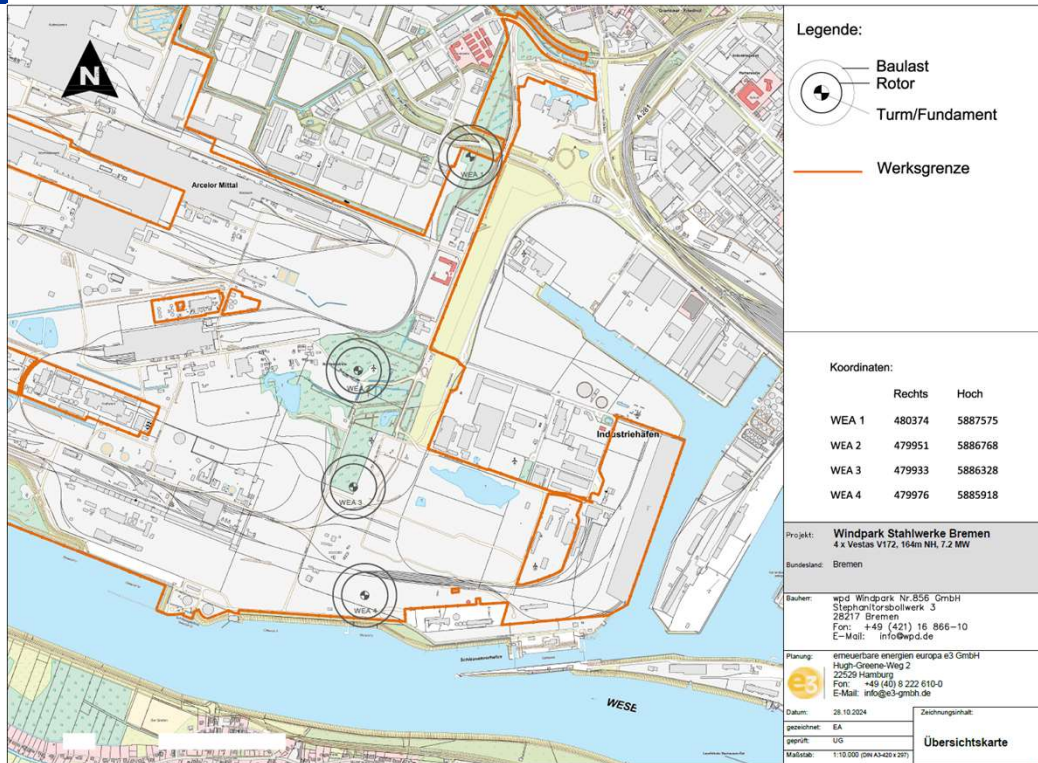 N
WEA 1
A 281
Arcelor Mittal
WEA 2
Industriehäfen
WEA 3
WEA 4
WESE
Legende:
Baulast
Rotor
Turm/Fundament
Werksgrenze
Koordinaten:
Rechts Hoch
WEA 1 480374 5887575
WEA 2 479951 5886768
WEA 3 479933 5886328
WEA 4 479976 5885918
Projekt: Windpark Stahlwerke Bremen
4 x Vestas V172, 164m NH, 7.2 MW
Bundesland: Bremen
Bauherr: wpd Windpark Nr.856 GmbH
Stephanitorsbollwerk 3
28217 Bremen
Fon: +49 (421) 16 866-10
E-Mail: info@wpd.de
Planung: erneuerbare energien europa e3 GmbH
Hugh-Greene-Weg 2
22529 Hamburg
Fon: +49 (40) 8 222 610-0
E-Mail: info@e3-gmbh.de
e3
Datum: 28.10.2024
Zeichnungsinhalt:
gezeichnet: EA
geprüft: UG
Übersichtskarte
Maßstab: 1:10.000 (DIN A3-420 x 297)